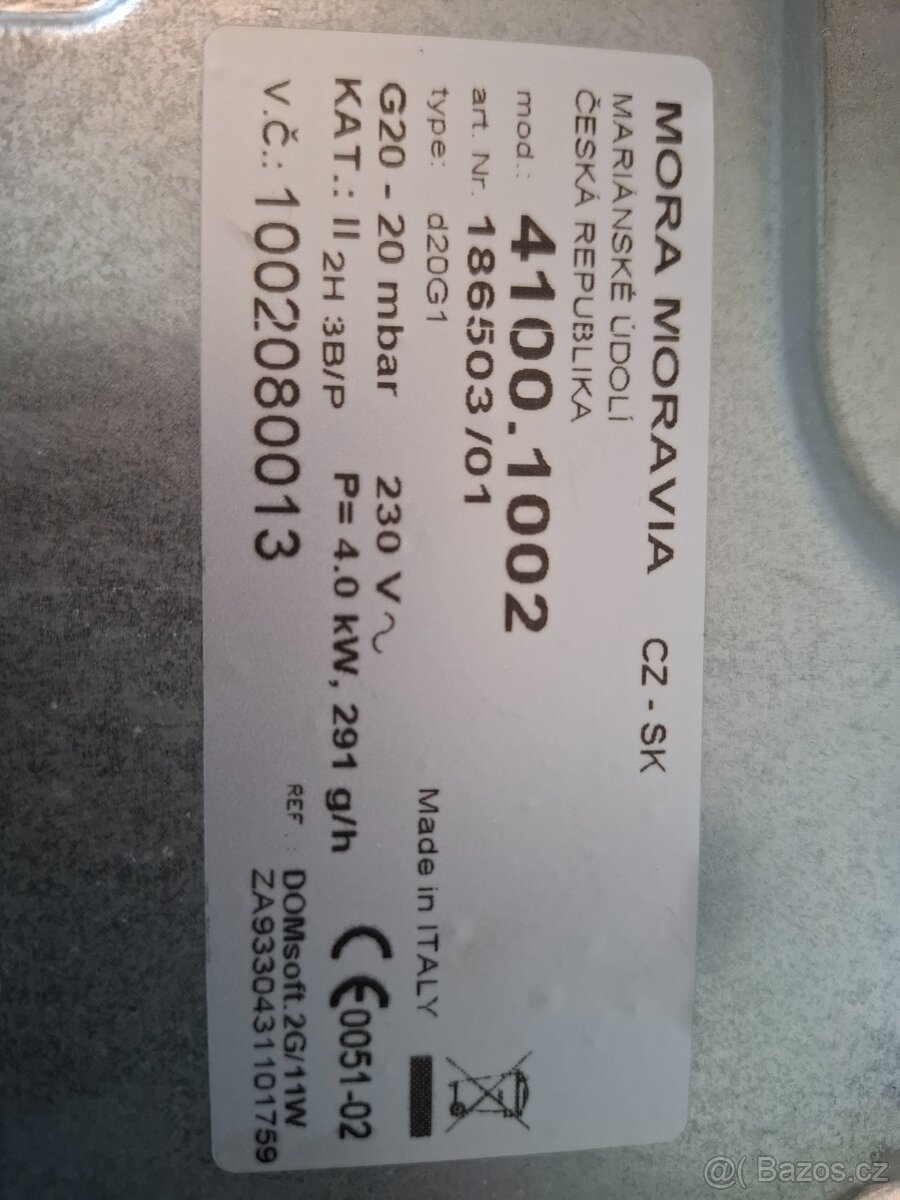 MORA MORAVIA CZ - SK
MARIÁNSKÉ ÚDOLÍ
ČESKÁ REPUBLIKA
mod.: 4100.1002
art. Nr. 186503 /01
type: d20G1 Made in ITALY
G20 - 20 mbar 230 V ~
KAT.: II 2H 3B/P P= 4.0 kW, 291 g/h CE0051-02
REF : DOMsoft.2G/11W
v.č.: 10020800013 ZA9330431101759
@( Bazos.cz